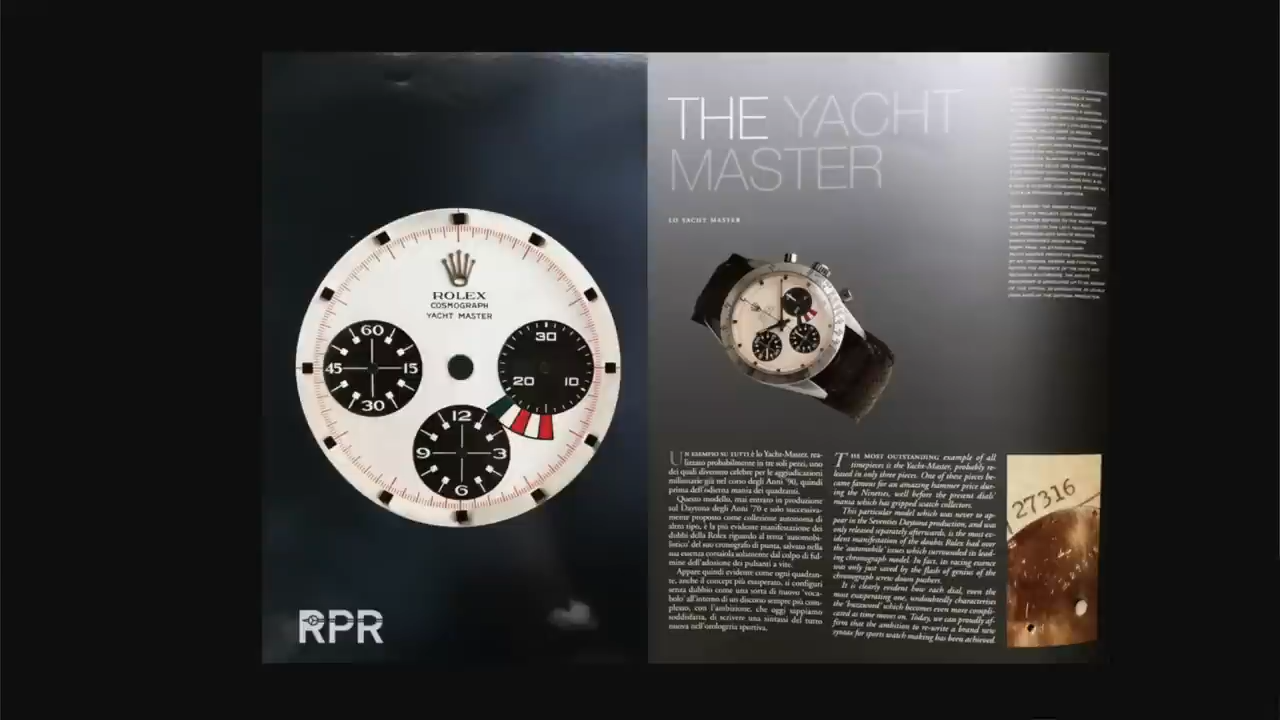 ROLEX
COSMOGRAPH
YACHT MASTER
60
45
15
30
30
20
10
12
9
3
6
RPR
THE YACHT
MASTER
LO YACHT MASTER
UN ESEMPIO SU TUTTI è lo Yacht-Master, rea-
lizzato probabilmente in tre soli pezzi, uno
dei quali divenuto celebre per le aggiudicazioni
milionarie già nel corso degli Anni '90, quindi
prima dell'odierna mania dei quadranti.
Questo modello, mai entrato in produzione
sul Daytona degli Anni '70 e solo successiva-
mente proposto come collezione autonoma di
altro tipo, è la più evidente manifestazione dei
dubbi della Rolex riguardo al tema 'automobi-
listico' del suo cronografo di punta, salvato nella
sua essenza corsaiola solamente dal colpo di ful-
mine dell'adozione dei pulsanti a vite.
Appare quindi evidente come ogni quadran-
te, anche il concept più esasperato, si configuri
senza dubbio come una sorta di nuovo 'voca-
bolo' all'interno di un discorso sempre più com-
plesso, con l'ambizione, che oggi sappiamo
soddisfatta, di scrivere una sintassi del tutto
nuova nell'orologeria sportiva.
THE MOST OUTSTANDING example of all
timepieces is the Yacht-Master, probably re-
leased in only three pieces. One of these pieces be-
came famous for an amazing hammer price dur-
ing the Nineties, well before the present dials'
mania which has gripped watch collectors.
This particular model which was never to ap-
pear in the Seventies Daytona production, and was
only released separately afterwards, is the most ev-
ident manifestation of the doubts Rolex had over
the 'automobile' issues which surrounded its lead-
ing chronograph model. In fact, its racing essence
was only just saved by the flash of genius of the
chronograph screw down pushers.
It is clearly evident how each dial, even the
most exasperating one, undoubtedly characterises
the 'buzzword' which becomes even more compli-
cated as time moves on. Today, we can proudly af-
firm that the ambition to re-write a brand new
syntax for sports watch making has been achieved.
27316